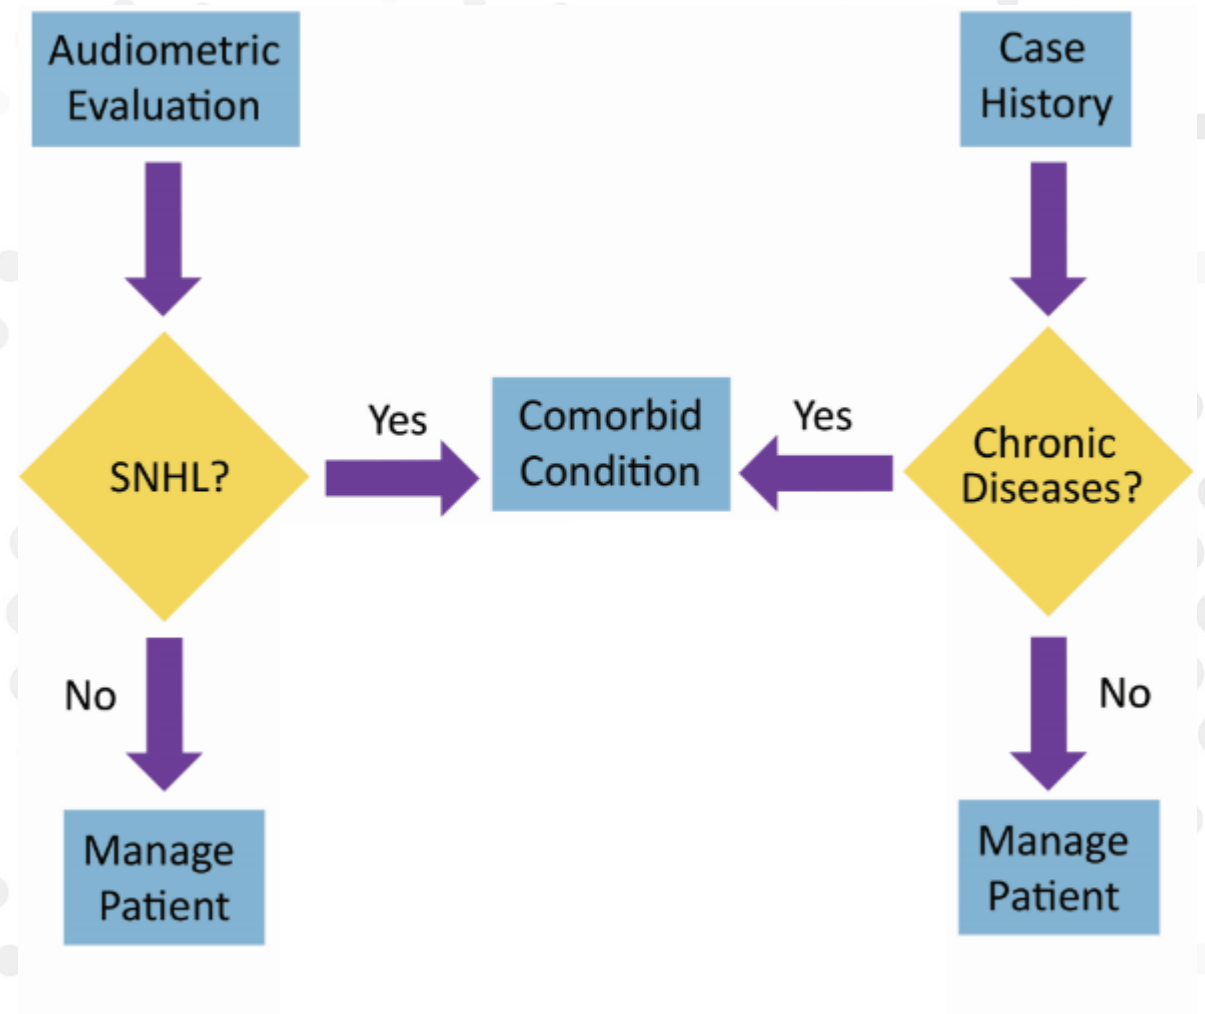 Audiometric
Evaluation
Case
History
SNHL?
Yes
Comorbid
Condition
Yes
Chronic
Diseases?
No
No
Manage
Patient
Manage
Patient